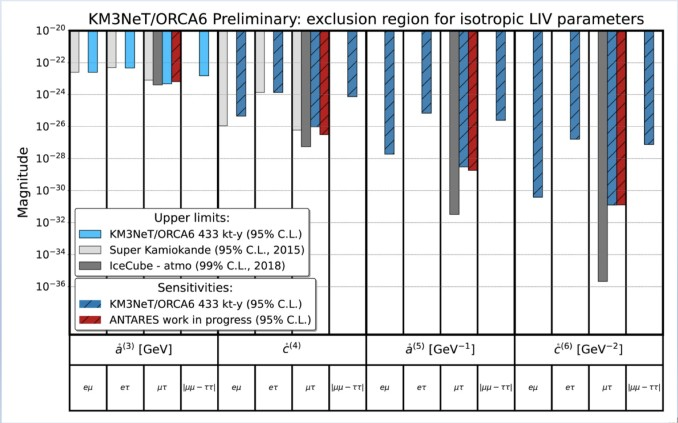 KM3NeT/ORCA6 Preliminary: exclusion region for isotropic LIV parameters
Magnitude
10⁻²⁰
10⁻²²
10⁻²⁴
10⁻²⁶
10⁻²⁸
10⁻³⁰
10⁻³²
10⁻³⁴
10⁻³⁶
Upper limits:
KM3NeT/ORCA6 433 kt-y (95% C.L.)
Super Kamiokande (95% C.L., 2015)
IceCube - atmo (99% C.L., 2018)
Sensitivities:
KM3NeT/ORCA6 433 kt-y (95% C.L.)
ANTARES work in progress (95% C.L.)
å⁽³⁾ [GeV] c̊⁽⁴⁾ å⁽⁵⁾ [GeV⁻¹] c̊⁽⁶⁾ [GeV⁻²]
eμ eτ μτ |μμ − ττ| eμ eτ μτ |μμ − ττ| eμ eτ μτ |μμ − ττ| eμ eτ μτ |μμ − ττ|